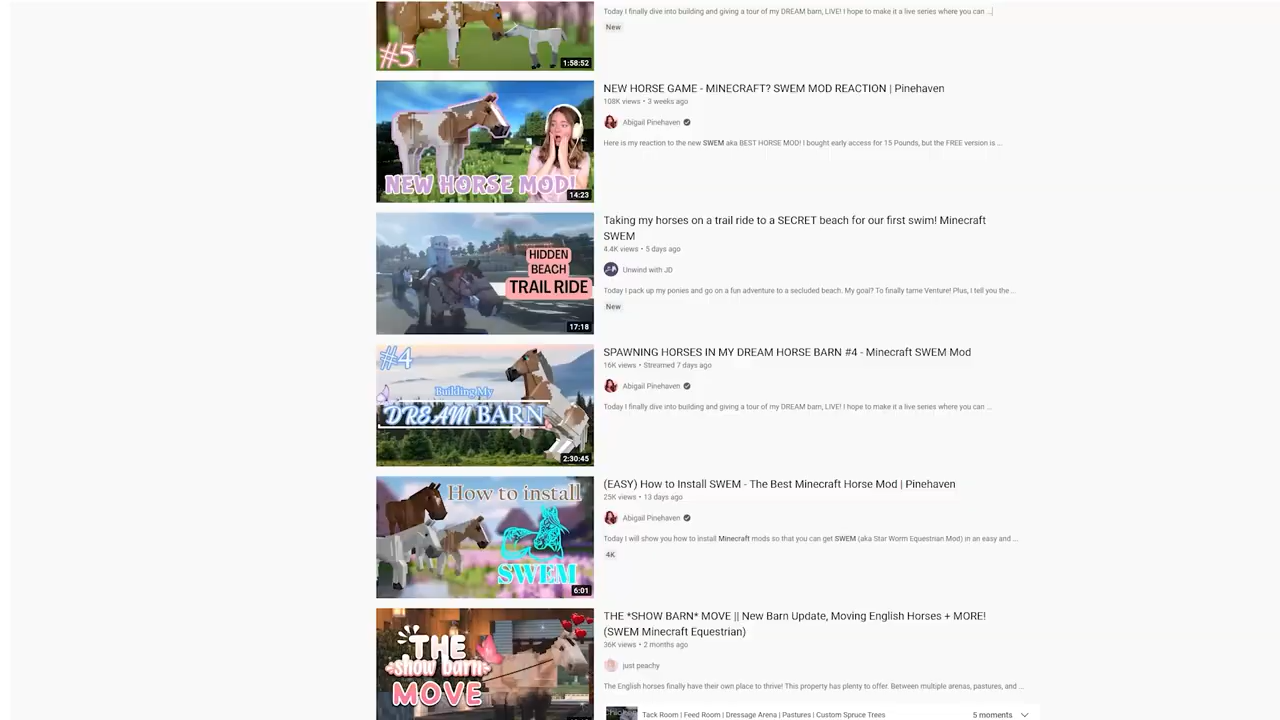 Today I finally dive into building and giving a tour of my DREAM barn, LIVE! I hope to make it a live series where you can ...
New
#5
1:58:52
NEW HORSE GAME - MINECRAFT? SWEM MOD REACTION | Pinehaven
108K views • 3 weeks ago
Abigail Pinehaven
Here is my reaction to the new SWEM aka BEST HORSE MOD! I bought early access for 15 Pounds, but the FREE version is ...
NEW HORSE MOD!
14:23
Taking my horses on a trail ride to a SECRET beach for our first swim! Minecraft
SWEM
4.4K views • 5 days ago
Unwind with JD
Today I pack up my ponies and go on a fun adventure to a secluded beach. My goal? To finally tame Venture! Plus, I tell you the ...
New
HIDDEN
BEACH
TRAIL RIDE
17:18
SPAWNING HORSES IN MY DREAM HORSE BARN #4 - Minecraft SWEM Mod
16K views • Streamed 7 days ago
Abigail Pinehaven
Today I finally dive into building and giving a tour of my DREAM barn, LIVE! I hope to make it a live series where you can ...
#4
Building My
DREAM BARN
2:30:45
(EASY) How to Install SWEM - The Best Minecraft Horse Mod | Pinehaven
25K views • 13 days ago
Abigail Pinehaven
Today I will show you how to install Minecraft mods so that you can get SWEM (aka Star Worm Equestrian Mod) in an easy and ...
4K
How to install
SWEM
6:01
THE *SHOW BARN* MOVE || New Barn Update, Moving English Horses + MORE!
(SWEM Minecraft Equestrian)
36K views • 2 months ago
just peachy
The English horses finally have their own place to thrive! This property has plenty to offer. Between multiple arenas, pastures, and ...
THE
show barn
MOVE
Tack Room | Feed Room | Dressage Arena | Pastures | Custom Spruce Trees
5 moments